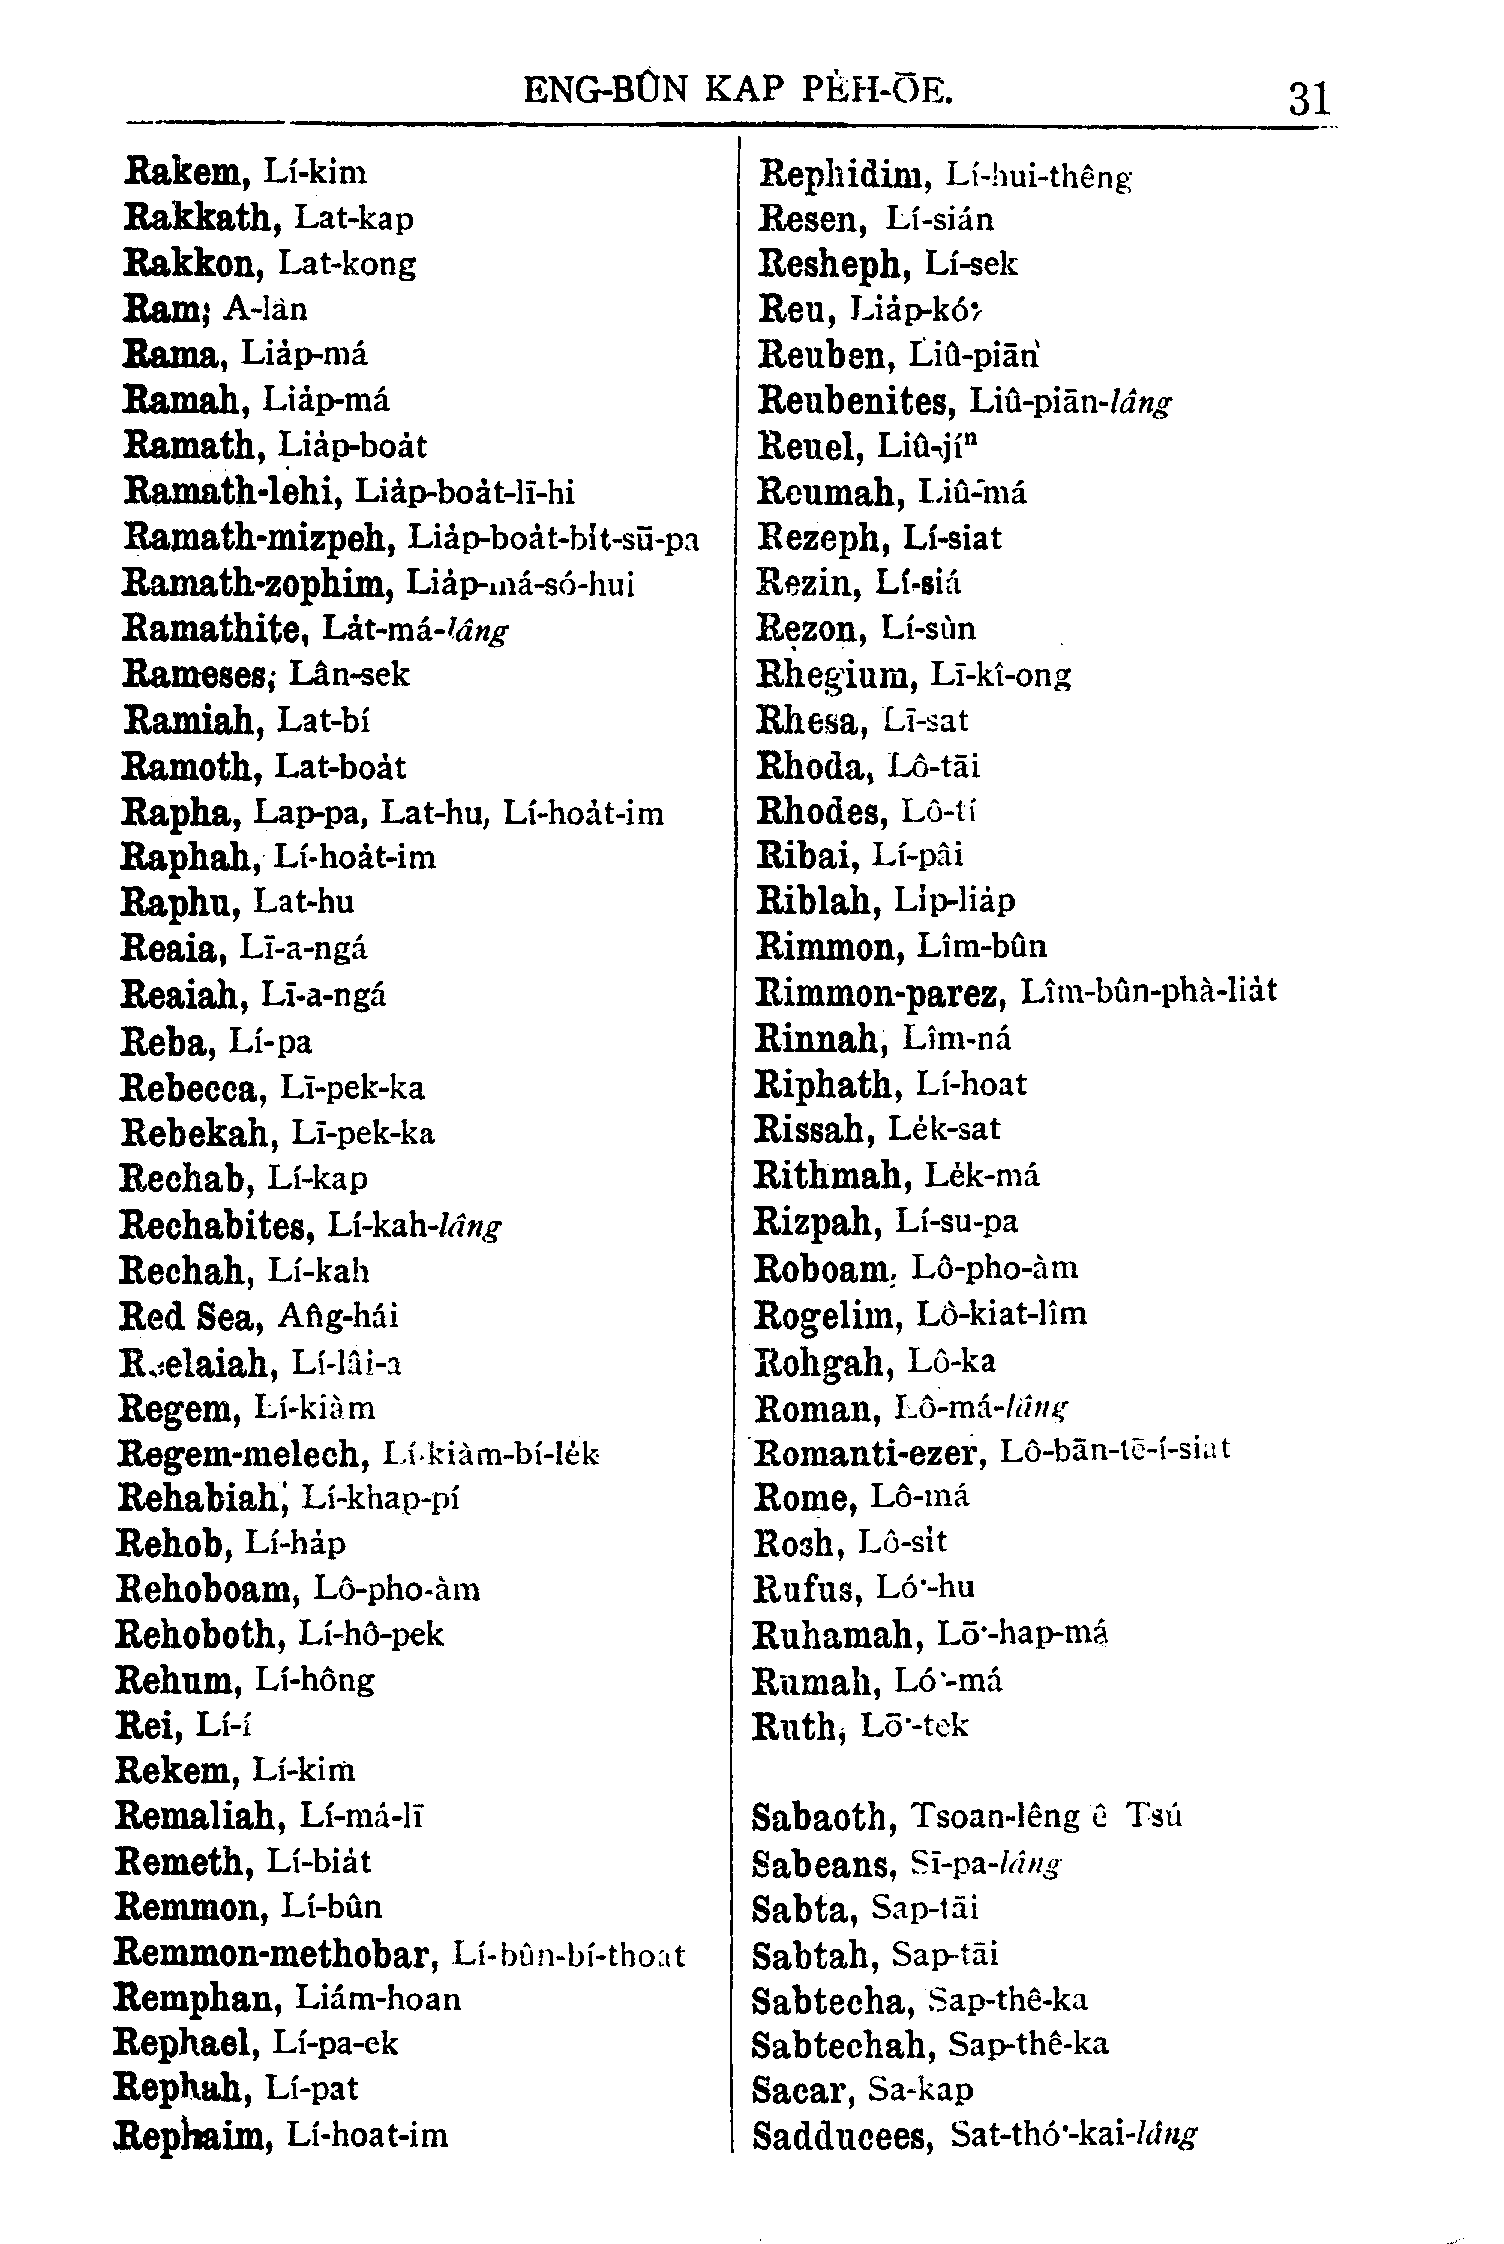 ENG-BÛN KAP PE̍H-ŌE.
31
Rakem, Lí-kim
Rakkath, Lat-kap
Rakkon, Lat-kong
Ram; A-lân
Rama, Lia̍p-má
Ramah, Lia̍p-má
Ramath, Lia̍p-boa̍t
Ramath-lehi, Lia̍p-boa̍t-lī-hi
Ramath-mizpeh, Lia̍p-boa̍t-bi̍t-sū-pa
Ramath-zophim, Lia̍p-má-só-hui
Ramathite, La̍t-má-lâng
Rameses; Lân-sek
Ramiah, Lat-bí
Ramoth, Lat-boa̍t
Rapha, Lap-pa, Lat-hu, Lí-hoa̍t-im
Raphah, Lí-hoa̍t-im
Raphu, Lat-hu
Reaia, Lī-a-ngá
Reaiah, Lī-a-ngá
Reba, Lí-pa
Rebecca, Lī-pek-ka
Rebekah, Lī-pek-ka
Rechab, Lí-kap
Rechabites, Lí-kah-lâng
Rechah, Lí-kah
Red Sea, Aûg-hái
Reelaiah, Lí-lâi-a
Regem, Lí-kiàm
Regem-melech, Lí-kiàm-bí-le̍k
Rehabiah, Lí-khap-pí
Rehob, Lí-ha̍p
Rehoboam, Lô-pho-àm
Rehoboth, Lí-hô-pek
Rehum, Lí-hông
Rei, Lí-í
Rekem, Lí-kim
Remaliah, Lí-má-lī
Remeth, Lí-bia̍t
Remmon, Lí-bûn
Remmon-methobar, Lí-bûn-bí-thoat
Remphan, Liám-hoan
Rephael, Lí-pa-ek
Rephah, Lí-pat
Rephaim, Lí-hoat-im
Rephidim, Lí-hui-thêng
Resen, Lí-sián
Resheph, Lí-sek
Reu, Lia̍p-kó͘
Reuben, Liû-piān
Reubenites, Liû-piān-lâng
Reuel, Liû-jíⁿ
Reumah, Liû-má
Rezeph, Lí-siat
Rezin, Lí-siá
Rezon, Lí-sùn
Rhegium, Lī-kî-ong
Rhesa, Lī-sat
Rhoda, Lô-tāi
Rhodes, Lô-tí
Ribai, Lí-pâi
Riblah, Li̍p-lia̍p
Rimmon, Lîm-bûn
Rimmon-parez, Lîm-bûn-phà-lia̍t
Rinnah, Lîm-ná
Riphath, Lí-hoat
Rissah, Le̍k-sat
Rithmah, Le̍k-má
Rizpah, Lí-su-pa
Roboam, Lô-pho-àm
Rogelim, Lô-kiat-lîm
Rohgah, Lô-ka
Roman, Lô-má-lâng
Romanti-ezer, Lô-bān-tē-í-siat
Rome, Lô-má
Rosh, Lô-si̍t
Rufus, Ló͘-hu
Ruhamah, Lō͘-hap-má
Rumah, Ló͘-má
Ruth, Lō͘-tek
Sabaoth, Tsoan-lêng ê Tsú
Sabeans, Sī-pa-lâng
Sabta, Sap-tāi
Sabtah, Sap-tāi
Sabtecha, Sap-thê-ka
Sabtechah, Sap-thê-ka
Sacar, Sa-kap
Sadducees, Sat-thó͘-kai-lâng